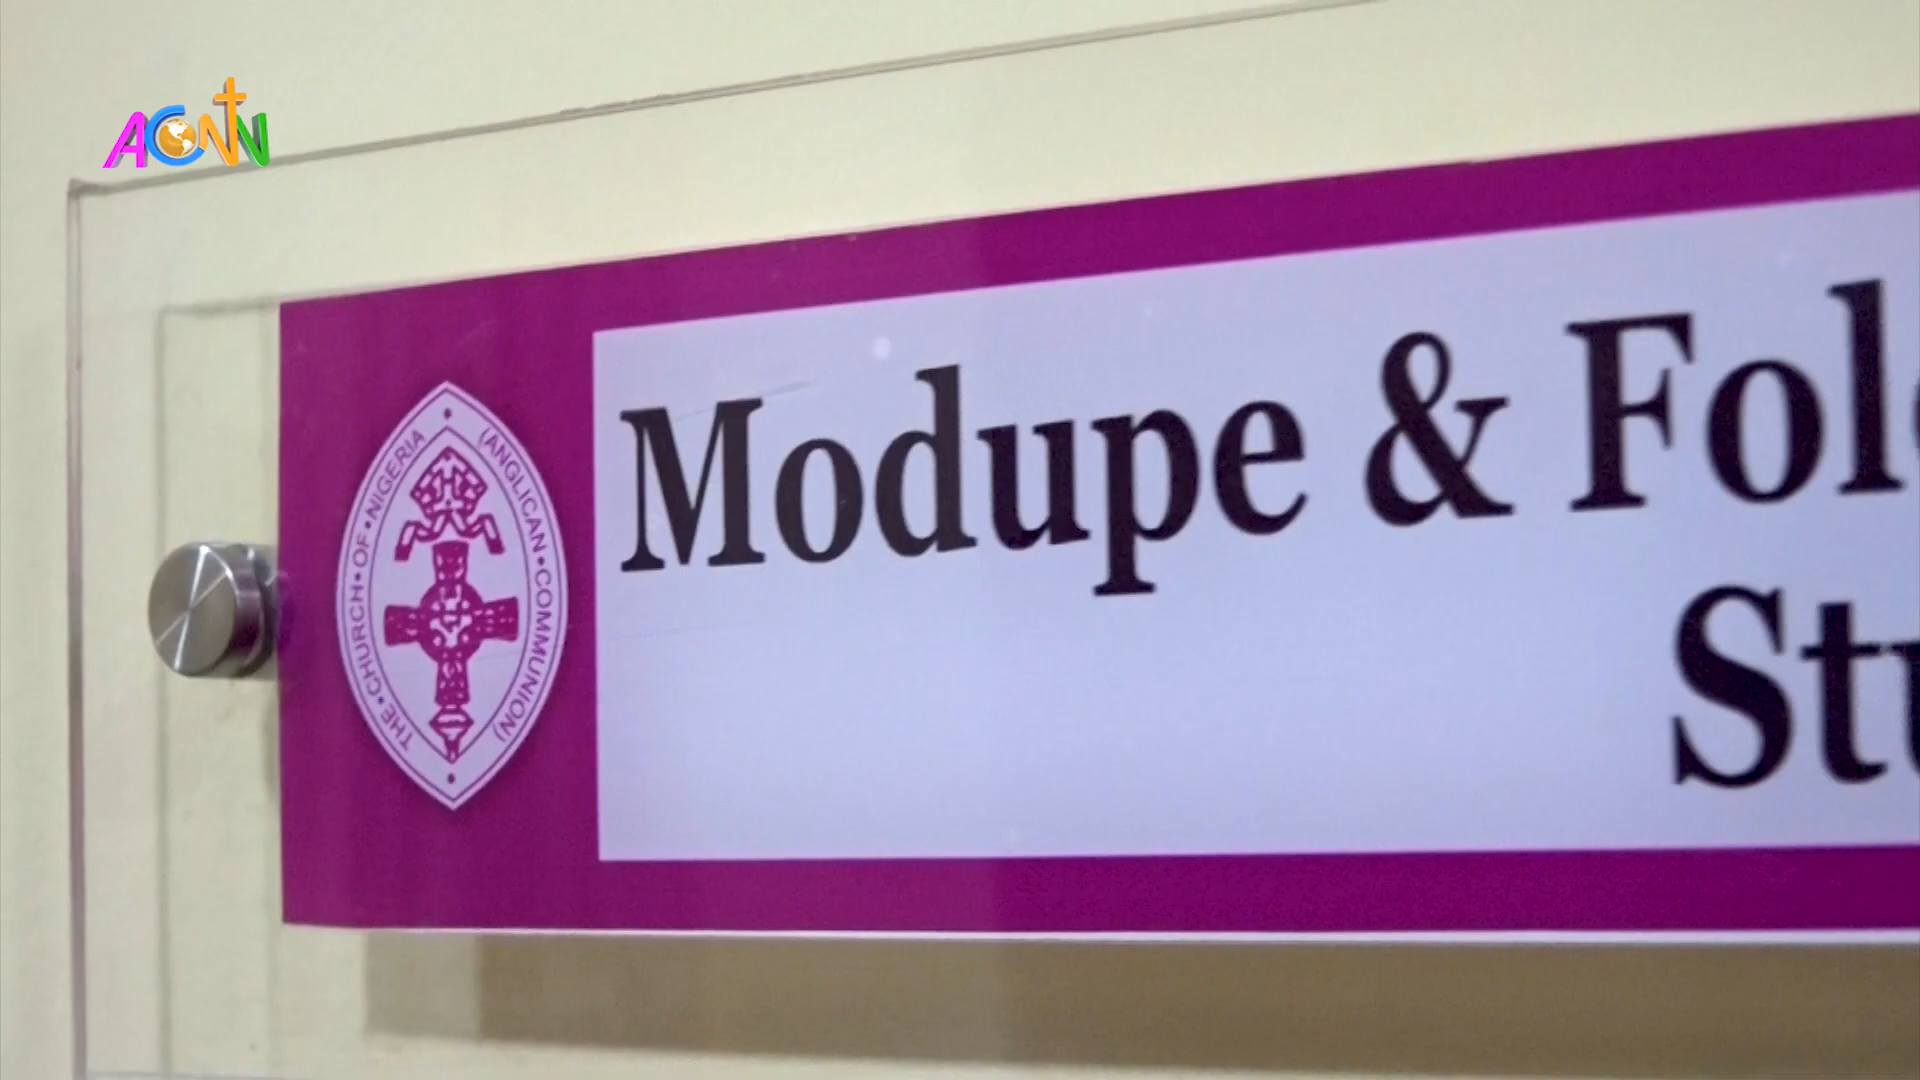 ACNN
THE • CHURCH • OF • NIGERIA
(ANGLICAN • COMMUNION)
Modupe & Fol
St